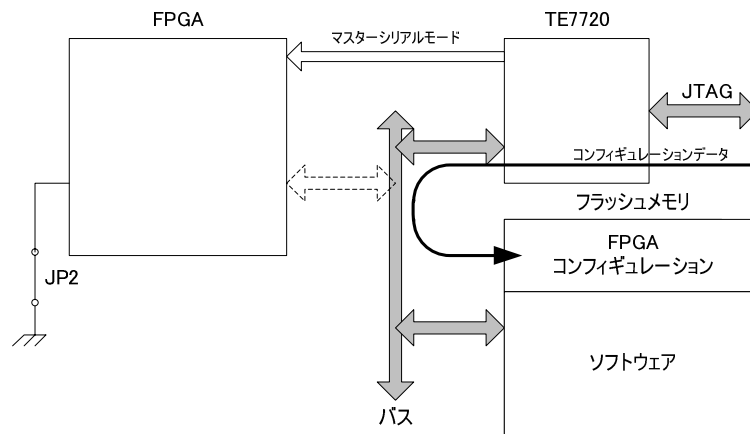 FPGA
TE7720
マスターシリアルモード
JTAG
コンフィギュレーションデータ
フラッシュメモリ
FPGA
コンフィギュレーション
JP2
ソフトウェア
バス